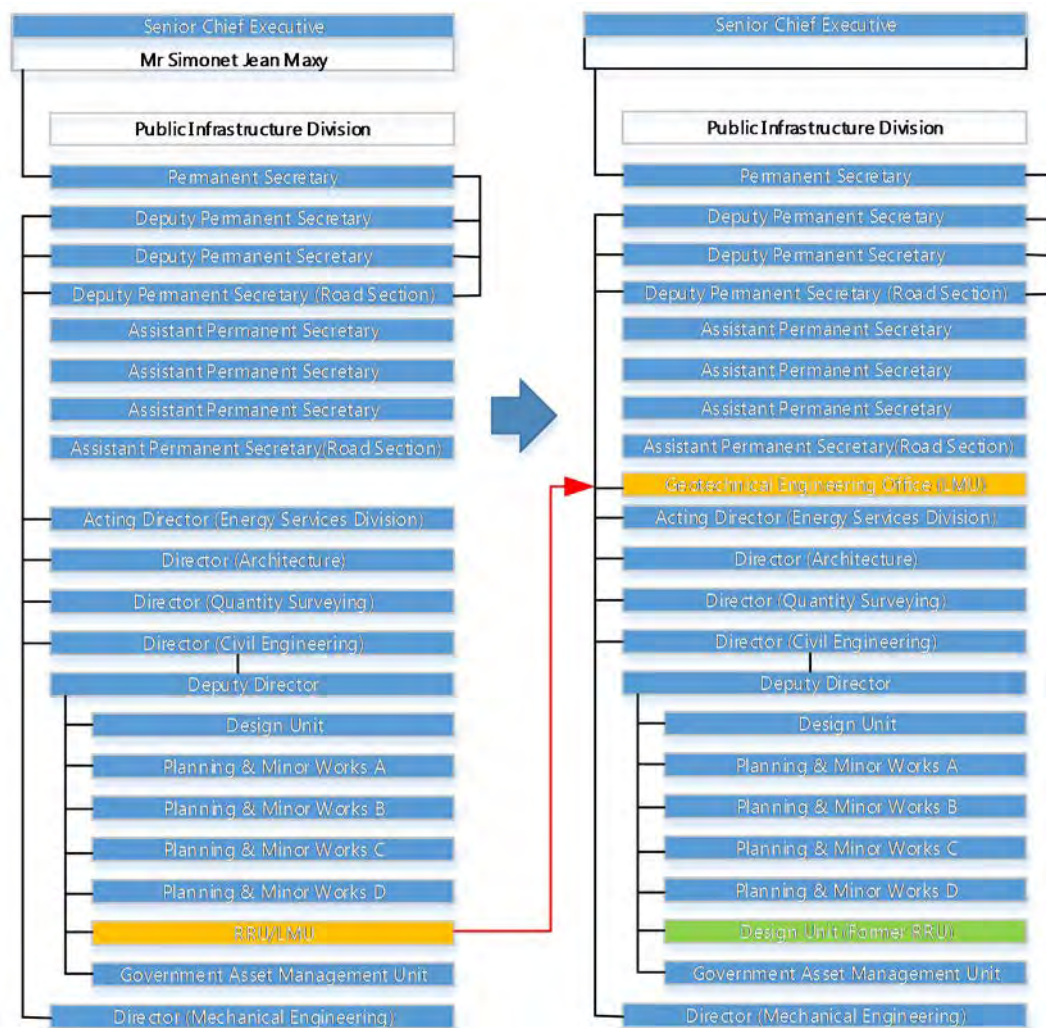 Senior Chief Executive
Mr Simonet Jean Maxy
Public Infrastructure Division
Permanent Secretary
Deputy Permanent Secretary
Deputy Permanent Secretary
Deputy Permanent Secretary (Road Section)
Assistant Permanent Secretary
Assistant Permanent Secretary
Assistant Permanent Secretary
Assistant Permanent Secretary(Road Section)
Acting Director (Energy Services Division)
Director (Architecture)
Director (Quantity Surveying)
Director (Civil Engineering)
Deputy Director
Design Unit
Planning & Minor Works A
Planning & Minor Works B
Planning & Minor Works C
Planning & Minor Works D
RRU/LMU
Government Asset Management Unit
Director (Mechanical Engineering)
Senior Chief Executive
Public Infrastructure Division
Permanent Secretary
Deputy Permanent Secretary
Deputy Permanent Secretary
Deputy Permanent Secretary (Road Section)
Assistant Permanent Secretary
Assistant Permanent Secretary
Assistant Permanent Secretary
Assistant Permanent Secretary(Road Section)
Geotechnical Engineering Office (LMU)
Acting Director (Energy Services Division)
Director (Architecture)
Director (Quantity Surveying)
Director (Civil Engineering)
Deputy Director
Design Unit
Planning & Minor Works A
Planning & Minor Works B
Planning & Minor Works C
Planning & Minor Works D
Design Unit (Former RRU)
Government Asset Management Unit
Director (Mechanical Engineering)